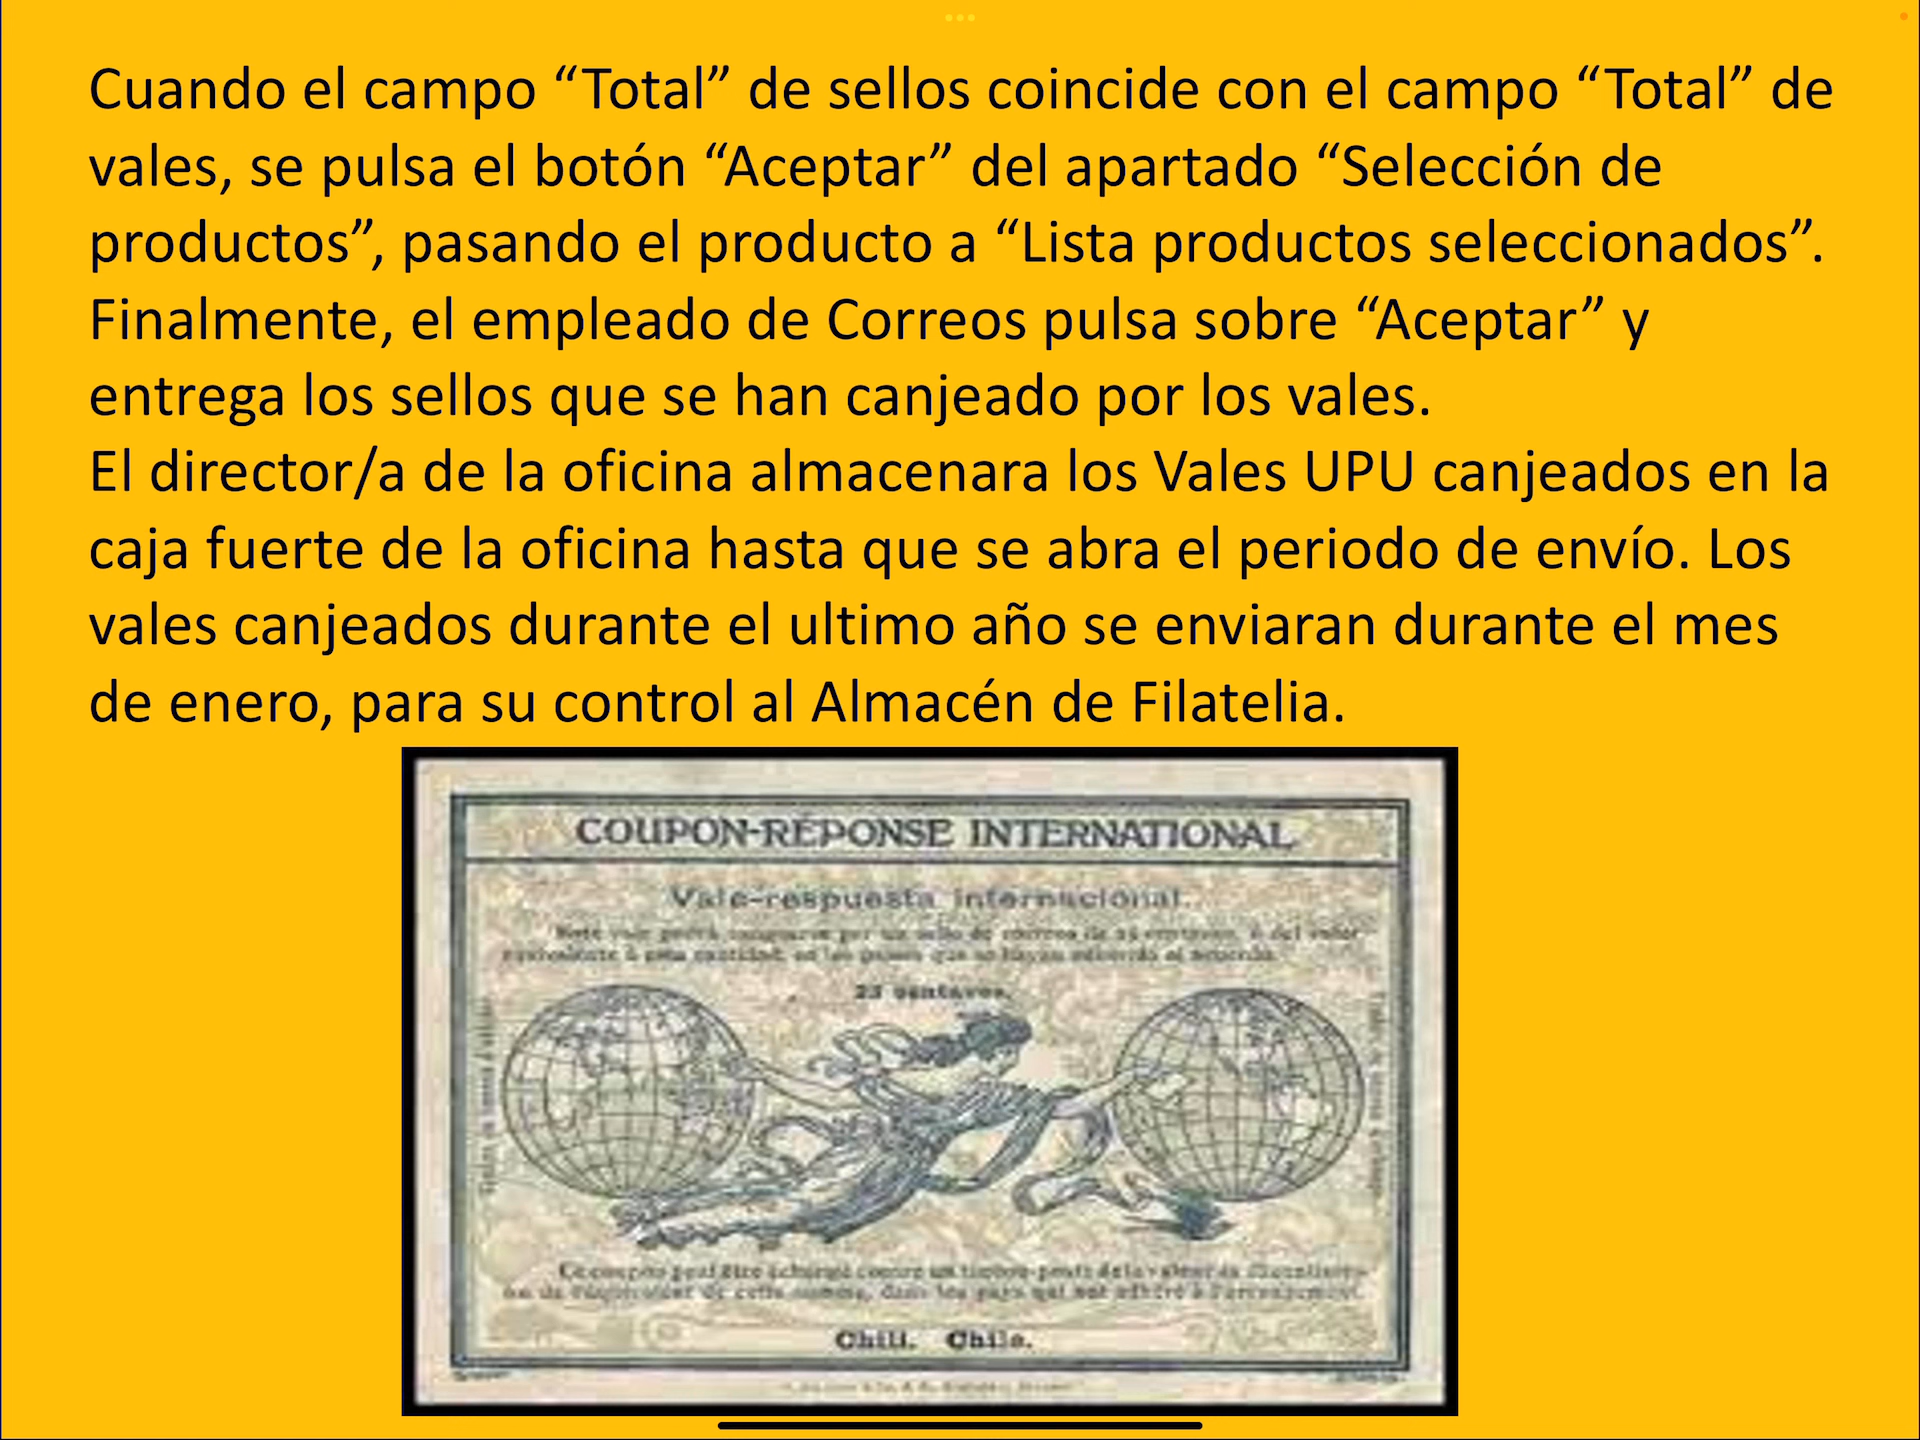 Cuando el campo “Total” de sellos coincide con el campo “Total” de
vales, se pulsa el botón “Aceptar” del apartado “Selección de
productos”, pasando el producto a “Lista productos seleccionados”.
Finalmente, el empleado de Correos pulsa sobre “Aceptar” y
entrega los sellos que se han canjeado por los vales.
El director/a de la oficina almacenara los Vales UPU canjeados en la
caja fuerte de la oficina hasta que se abra el periodo de envío. Los
vales canjeados durante el ultimo año se enviaran durante el mes
de enero, para su control al Almacén de Filatelia.
COUPON-RÉPONSE INTERNATIONAL
Vale-respuesta internacional.
centavos.
Chili. Chile.